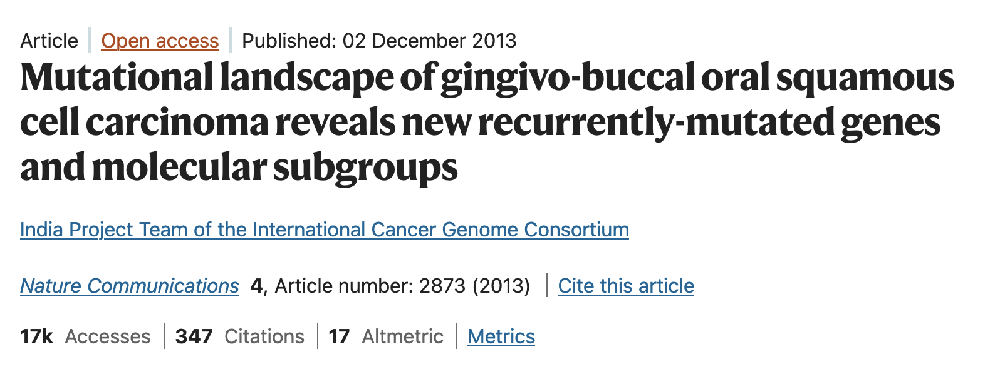 Article | Open access | Published: 02 December 2013
Mutational landscape of gingivo-buccal oral squamous
cell carcinoma reveals new recurrently-mutated genes
and molecular subgroups
India Project Team of the International Cancer Genome Consortium
Nature Communications 4, Article number: 2873 (2013) | Cite this article
17k Accesses | 347 Citations | 17 Altmetric | Metrics